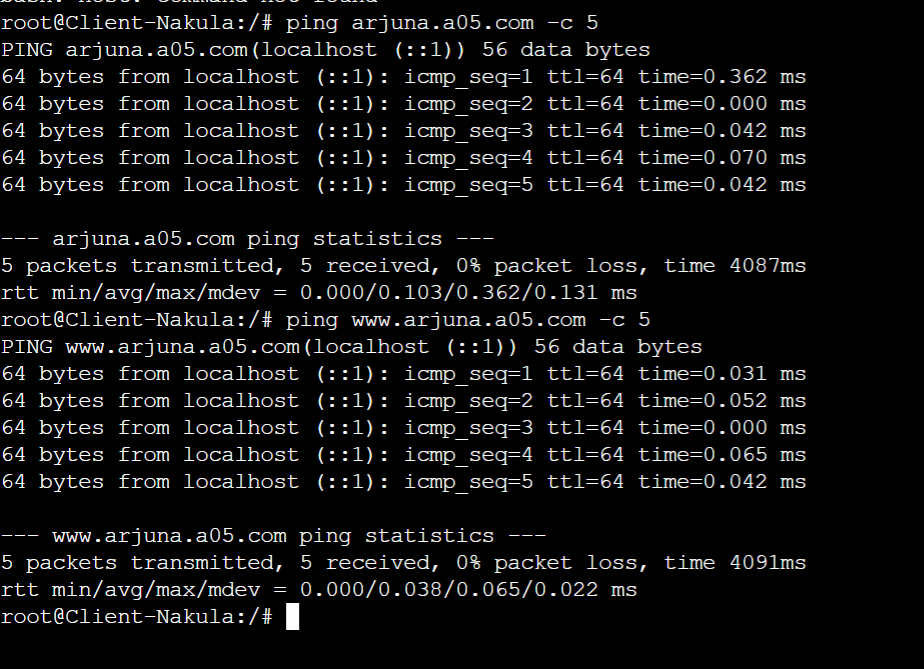 bash: host: command not found
root@Client-Nakula:/# ping arjuna.a05.com -c 5
PING arjuna.a05.com(localhost (::1)) 56 data bytes
64 bytes from localhost (::1): icmp_seq=1 ttl=64 time=0.362 ms
64 bytes from localhost (::1): icmp_seq=2 ttl=64 time=0.000 ms
64 bytes from localhost (::1): icmp_seq=3 ttl=64 time=0.042 ms
64 bytes from localhost (::1): icmp_seq=4 ttl=64 time=0.070 ms
64 bytes from localhost (::1): icmp_seq=5 ttl=64 time=0.042 ms
--- arjuna.a05.com ping statistics ---
5 packets transmitted, 5 received, 0% packet loss, time 4087ms
rtt min/avg/max/mdev = 0.000/0.103/0.362/0.131 ms
root@Client-Nakula:/# ping www.arjuna.a05.com -c 5
PING www.arjuna.a05.com(localhost (::1)) 56 data bytes
64 bytes from localhost (::1): icmp_seq=1 ttl=64 time=0.031 ms
64 bytes from localhost (::1): icmp_seq=2 ttl=64 time=0.052 ms
64 bytes from localhost (::1): icmp_seq=3 ttl=64 time=0.000 ms
64 bytes from localhost (::1): icmp_seq=4 ttl=64 time=0.065 ms
64 bytes from localhost (::1): icmp_seq=5 ttl=64 time=0.042 ms
--- www.arjuna.a05.com ping statistics ---
5 packets transmitted, 5 received, 0% packet loss, time 4091ms
rtt min/avg/max/mdev = 0.000/0.038/0.065/0.022 ms
root@Client-Nakula:/#